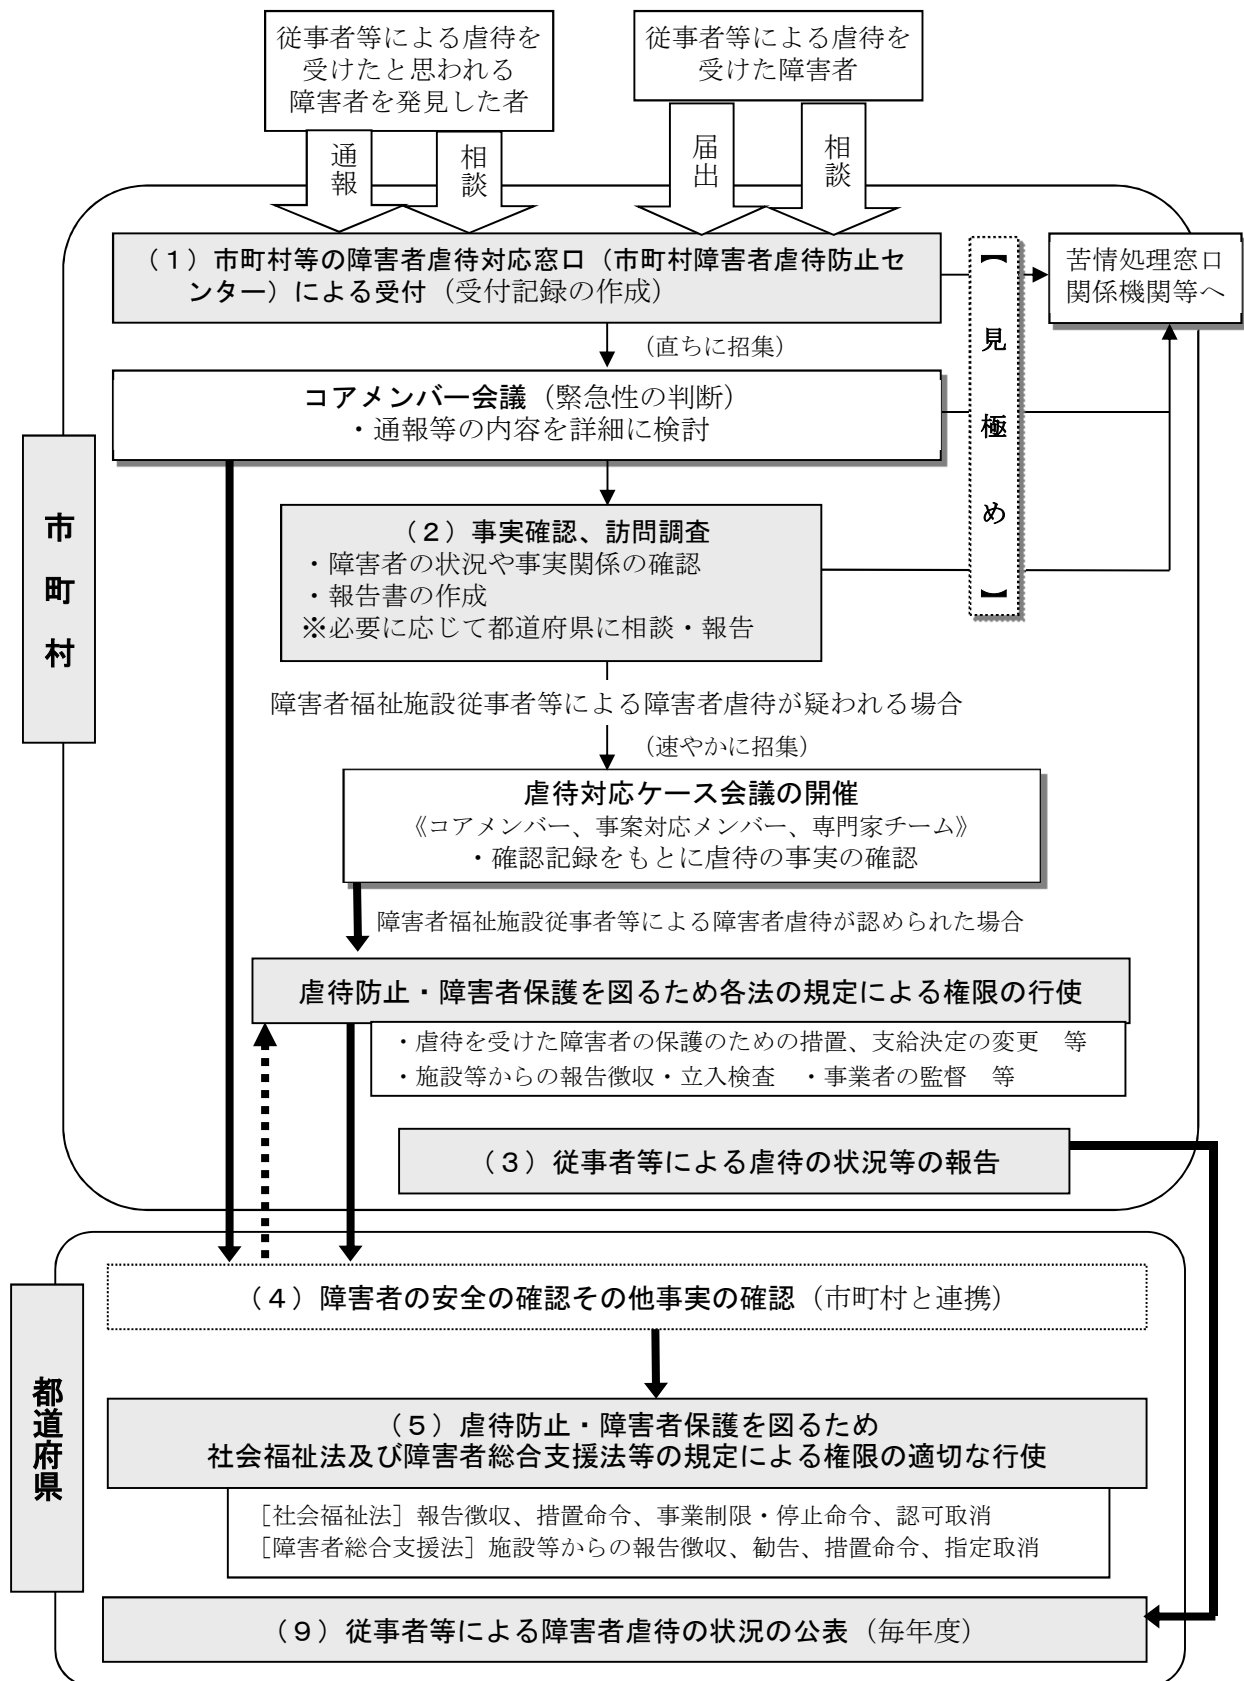 従事者等による虐待を
受けたと思われる
障害者を発見した者
従事者等による虐待を
受けた障害者
通報
相談
届出
相談
（１）市町村等の障害者虐待対応窓口（市町村障害者虐待防止セ
ンター）による受付（受付記録の作成）
【見極め】
苦情処理窓口
関係機関等へ
（直ちに招集）
コアメンバー会議（緊急性の判断）
・通報等の内容を詳細に検討
市町村
（２）事実確認、訪問調査
・障害者の状況や事実関係の確認
・報告書の作成
※必要に応じて都道府県に相談・報告
障害者福祉施設従事者等による障害者虐待が疑われる場合
（速やかに招集）
虐待対応ケース会議の開催
《コアメンバー、事案対応メンバー、専門家チーム》
・確認記録をもとに虐待の事実の確認
障害者福祉施設従事者等による障害者虐待が認められた場合
虐待防止・障害者保護を図るため各法の規定による権限の行使
・虐待を受けた障害者の保護のための措置、支給決定の変更　等
・施設等からの報告徴収・立入検査　・事業者の監督　等
（３）従事者等による虐待の状況等の報告
都道府県
（４）障害者の安全の確認その他事実の確認（市町村と連携）
（５）虐待防止・障害者保護を図るため
社会福祉法及び障害者総合支援法等の規定による権限の適切な行使
［社会福祉法］報告徴収、措置命令、事業制限・停止命令、認可取消
［障害者総合支援法］施設等からの報告徴収、勧告、措置命令、指定取消
（９）従事者等による障害者虐待の状況の公表（毎年度）